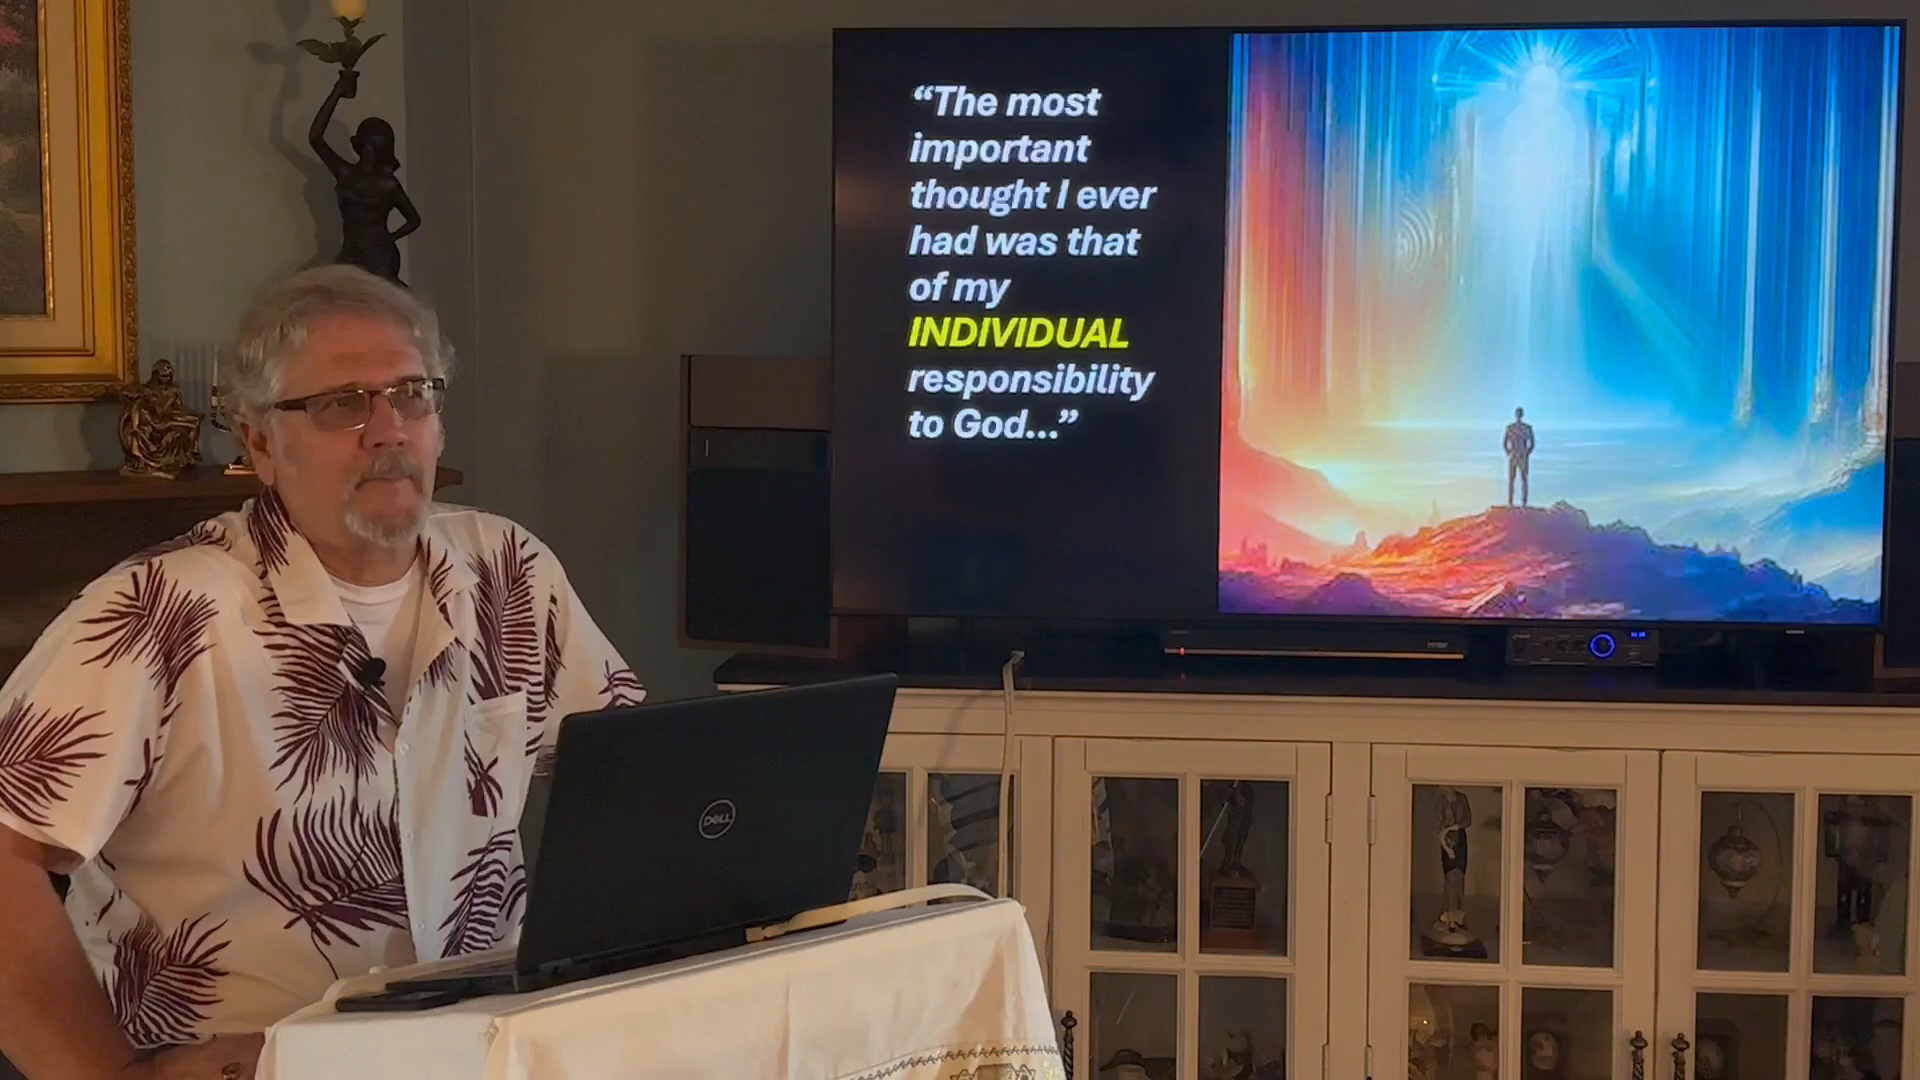 “The most
important
thought I ever
had was that
of my
INDIVIDUAL
responsibility
to God...”
DELL